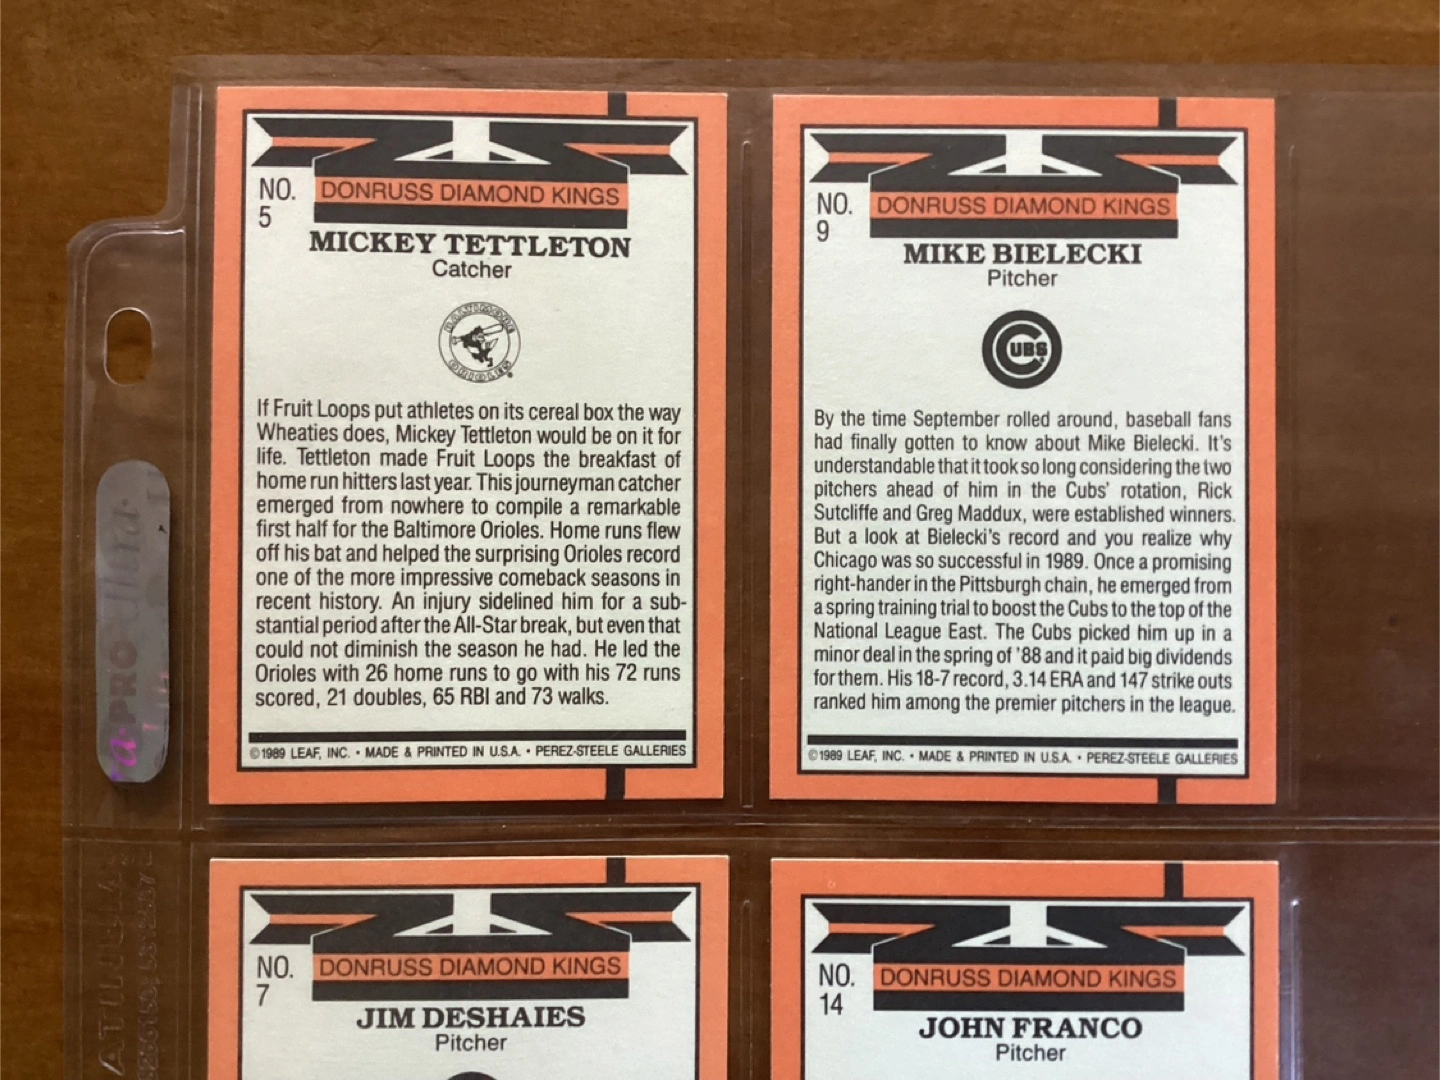 NO.
5
DONRUSS DIAMOND KINGS
MICKEY TETTLETON
Catcher
If Fruit Loops put athletes on its cereal box the way
Wheaties does, Mickey Tettleton would be on it for
life. Tettleton made Fruit Loops the breakfast of
home run hitters last year. This journeyman catcher
emerged from nowhere to compile a remarkable
first half for the Baltimore Orioles. Home runs flew
off his bat and helped the surprising Orioles record
one of the more impressive comeback seasons in
recent history. An injury sidelined him for a sub-
stantial period after the All-Star break, but even that
could not diminish the season he had. He led the
Orioles with 26 home runs to go with his 72 runs
scored, 21 doubles, 65 RBI and 73 walks.
©1989 LEAF, INC. • MADE & PRINTED IN U.S.A. • PEREZ-STEELE GALLERIES
NO.
9
DONRUSS DIAMOND KINGS
MIKE BIELECKI
Pitcher
CUBS
By the time September rolled around, baseball fans
had finally gotten to know about Mike Bielecki. It's
understandable that it took so long considering the two
pitchers ahead of him in the Cubs' rotation, Rick
Sutcliffe and Greg Maddux, were established winners.
But a look at Bielecki's record and you realize why
Chicago was so successful in 1989. Once a promising
right-hander in the Pittsburgh chain, he emerged from
a spring training trial to boost the Cubs to the top of the
National League East. The Cubs picked him up in a
minor deal in the spring of '88 and it paid big dividends
for them. His 18-7 record, 3.14 ERA and 147 strike outs
ranked him among the premier pitchers in the league.
©1989 LEAF, INC. • MADE & PRINTED IN U.S.A. • PEREZ-STEELE GALLERIES
NO.
7
DONRUSS DIAMOND KINGS
JIM DESHAIES
Pitcher
NO.
14
DONRUSS DIAMOND KINGS
JOHN FRANCO
Pitcher